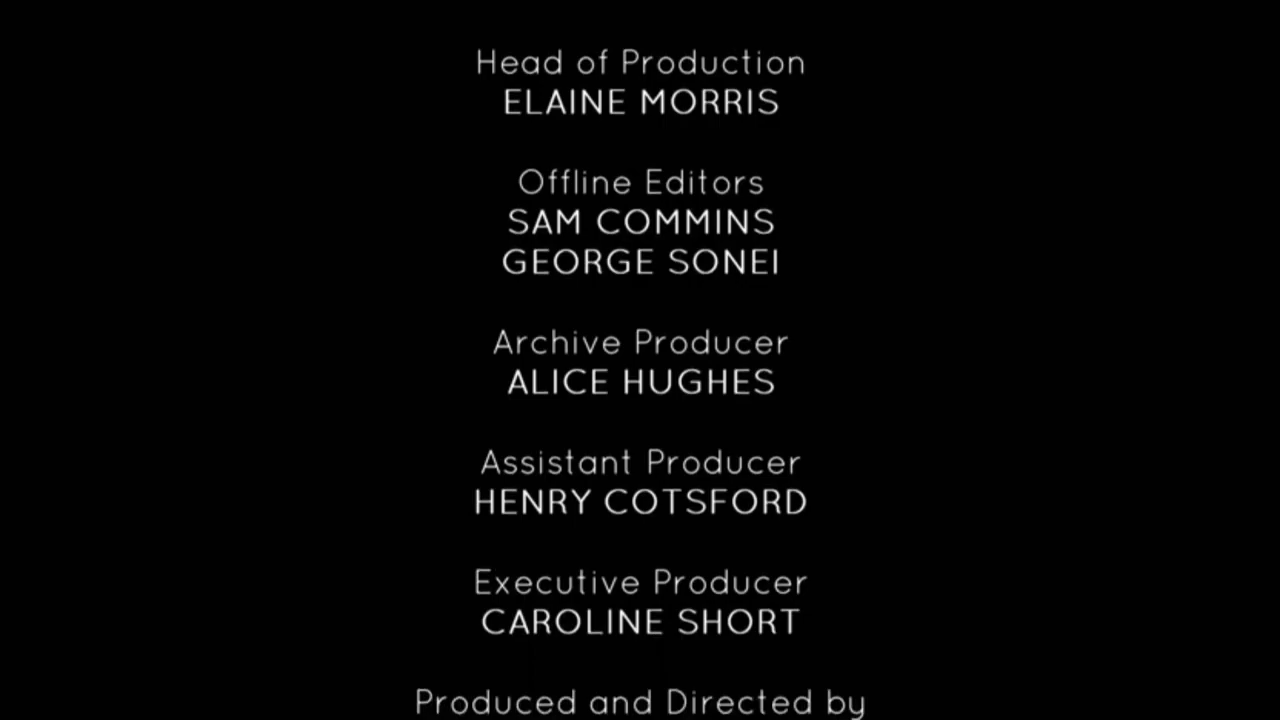 Head of Production
ELAINE MORRIS
Offline Editors
SAM COMMINS
GEORGE SONEI
Archive Producer
ALICE HUGHES
Assistant Producer
HENRY COTSFORD
Executive Producer
CAROLINE SHORT
Produced and Directed by